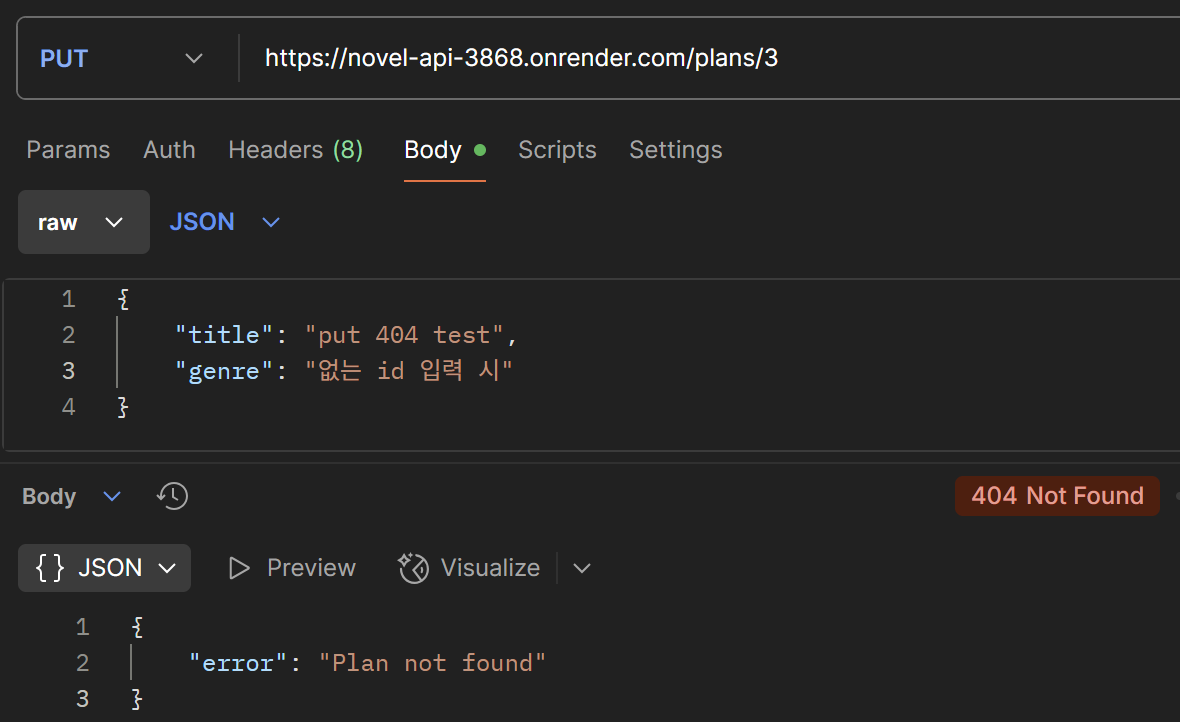 PUT https://novel-api-3868.onrender.com/plans/3
Params Auth Headers (8) Body Scripts Settings
raw JSON
1 {
2 "title": "put 404 test",
3 "genre": "없는 id 입력 시"
4 }
Body 404 Not Found
{} JSON Preview Visualize
1 {
2 "error": "Plan not found"
3 }